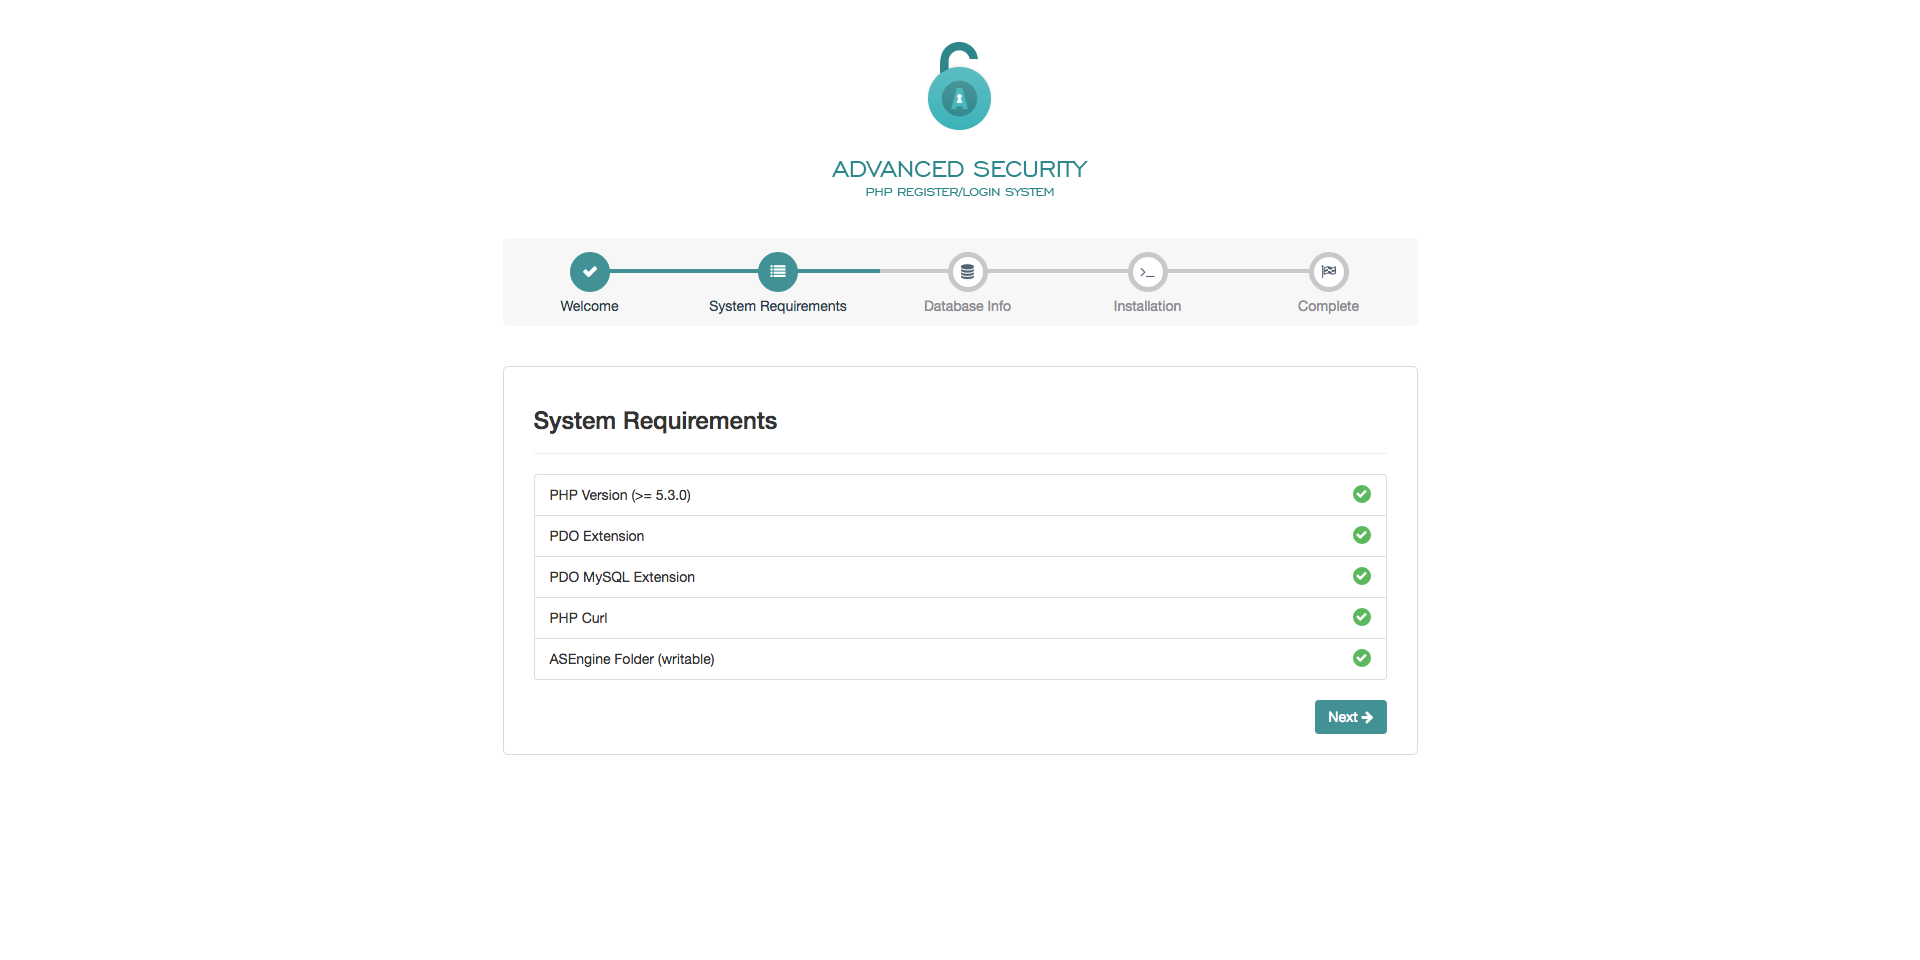 A
ADVANCED SECURITY
PHP REGISTER/LOGIN SYSTEM
Welcome
System Requirements
Database Info
Installation
Complete
System Requirements
PHP Version (>= 5.3.0)
PDO Extension
PDO MySQL Extension
PHP Curl
ASEngine Folder (writable)
Next